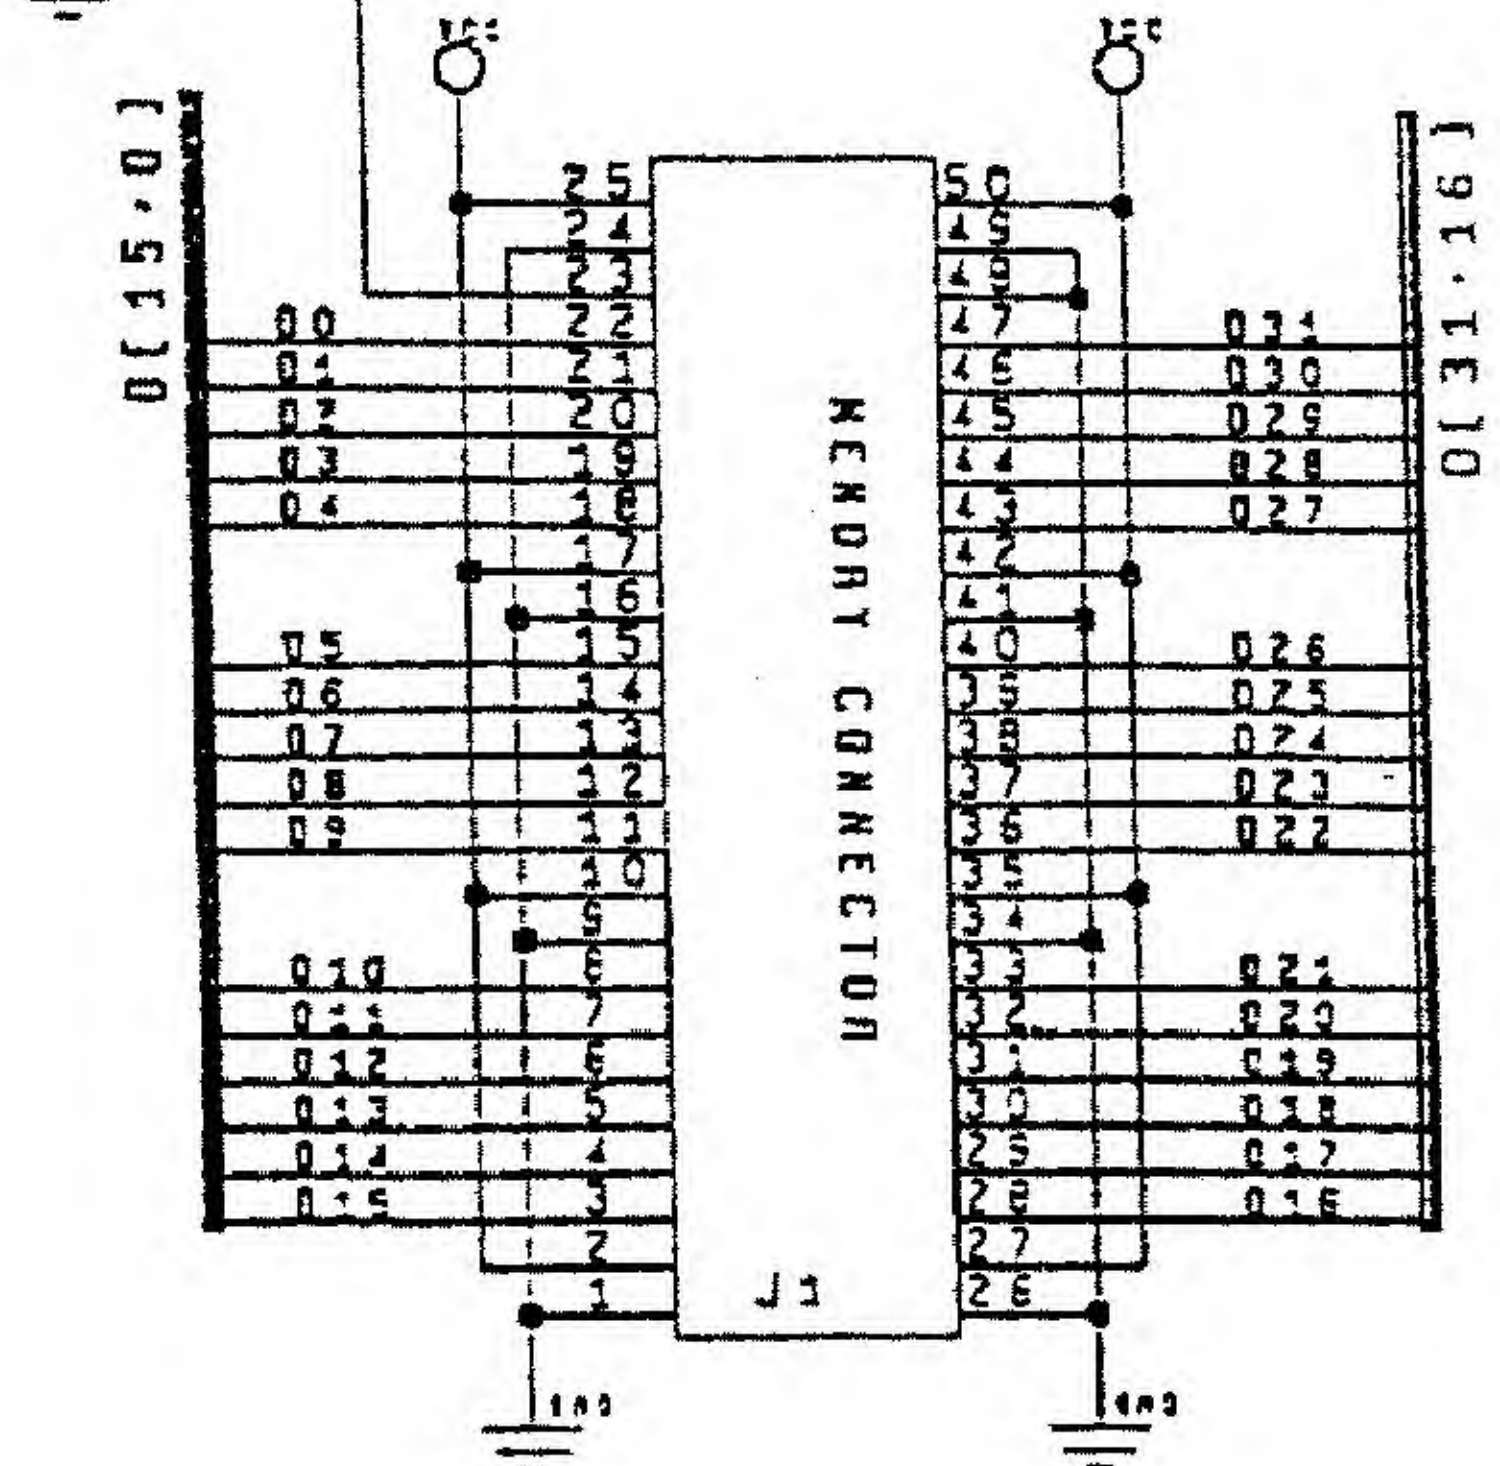 VCC VCC
D[15,0]
D[31,16]
25 50
24 49
23 48
D0 22 47 D31
D1 21 46 D30
D2 20 45 D29
D3 19 44 D28
D4 18 43 D27
17 42
16 41
D5 15 40 D26
D6 14 39 D25
D7 13 38 D24
D8 12 37 D23
D9 11 36 D22
10 35
9 34
D10 8 33 D21
D11 7 32 D20
D12 6 31 D19
D13 5 30 D18
D14 4 29 D17
D15 3 28 D16
2 27
1 26
MEMORY CONNECTOR
J1
GND GND